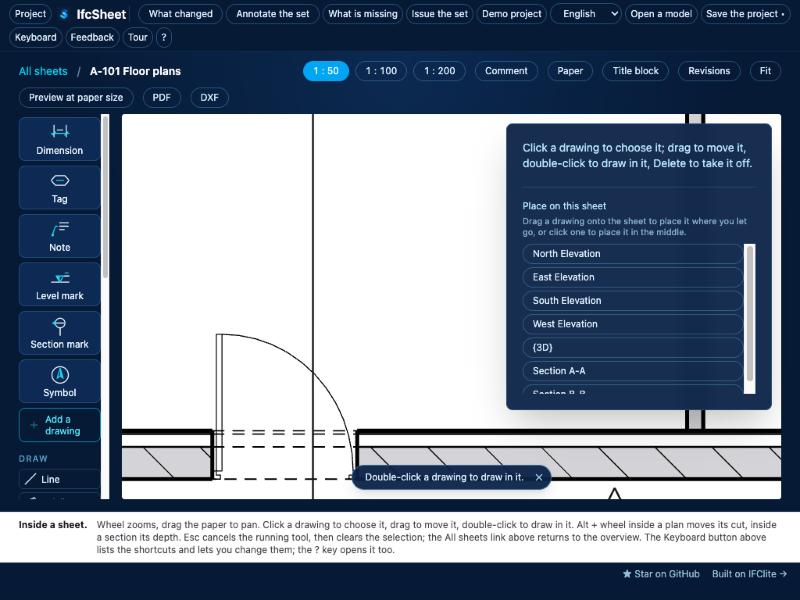 Project
IfcSheet
What changed
Annotate the set
What is missing
Issue the set
Demo project
English
Open a model
Save the project
Keyboard
Feedback
Tour
?
All sheets / A-101 Floor plans
1 : 50
1 : 100
1 : 200
Comment
Paper
Title block
Revisions
Fit
Preview at paper size
PDF
DXF
Dimension
Tag
Note
Level mark
Section mark
Symbol
+ Add a
drawing
DRAW
Line
Click a drawing to choose it; drag to move it,
double-click to draw in it, Delete to take it off.
Place on this sheet
Drag a drawing onto the sheet to place it where you let
go, or click one to place it in the middle.
North Elevation
East Elevation
South Elevation
West Elevation
{3D}
Section A-A
Section B-B
Double-click a drawing to draw in it. ×
Inside a sheet.
Wheel zooms, drag the paper to pan. Click a drawing to choose it, drag to move it, double-click to draw in it. Alt + wheel inside a plan moves its cut, inside
a section its depth. Esc cancels the running tool, then clears the selection; the All sheets link above returns to the overview. The Keyboard button above
lists the shortcuts and lets you change them; the ? key opens it too.
★ Star on GitHub
Built on IFClite →